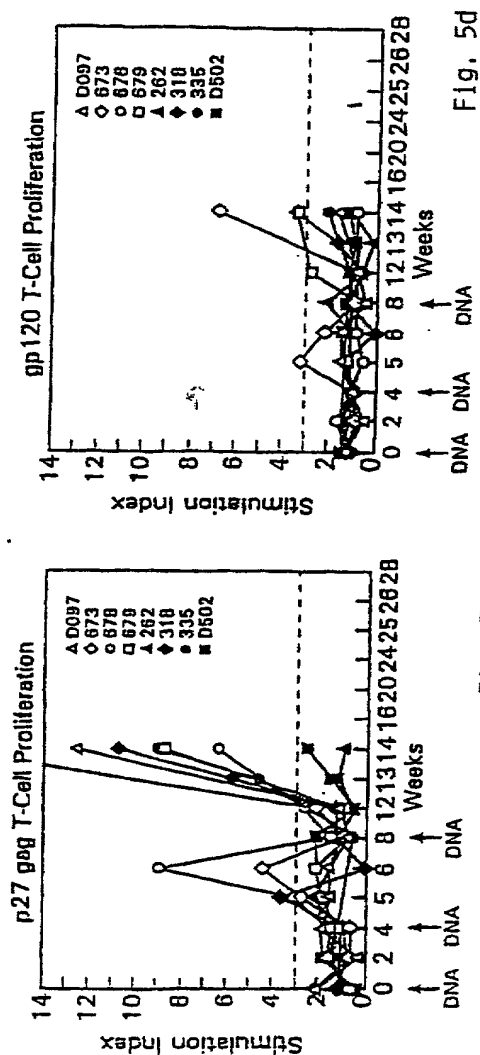 p27 gag T-Cell Proliferation
Stimulation Index
14
12
10
8
6
4
2
0
D097
673
678
679
262
318
335
D502
0 2 4 5 6 8 12 13 14 16 20 24 25 26 28
Weeks
DNA DNA DNA
gp120 T-Cell Proliferation
Stimulation Index
14
12
10
8
6
4
2
0
D097
673
678
679
262
318
335
D502
0 2 4 5 6 8 12 13 14 16 20 24 25 26 28
Weeks
DNA DNA DNA
Fig. 5d